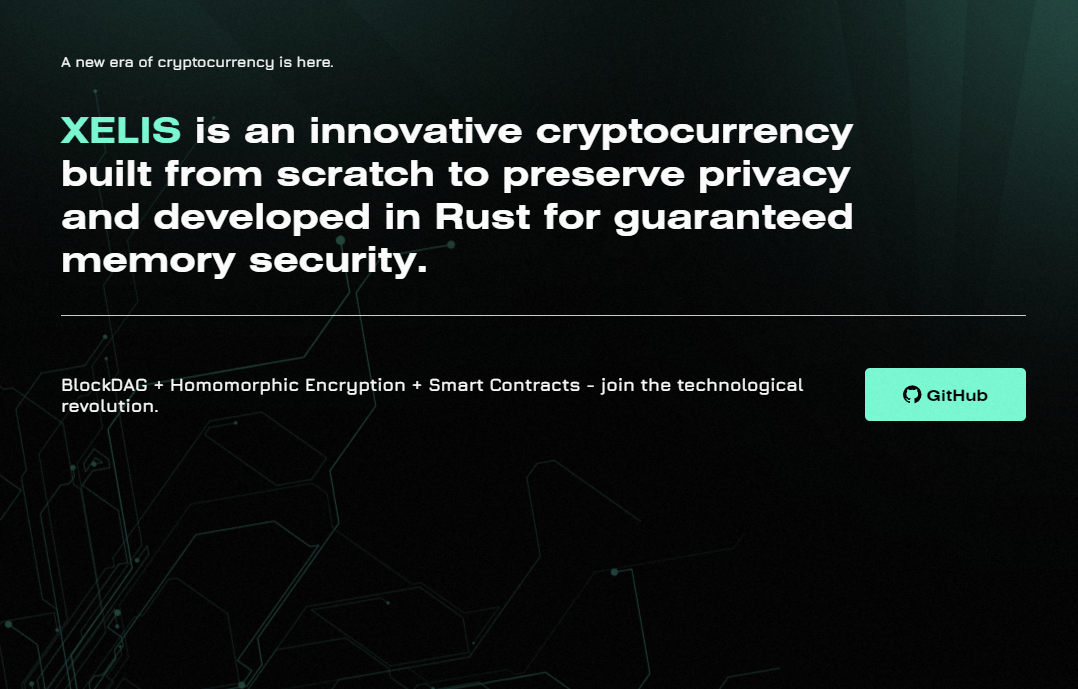 A new era of cryptocurrency is here.
XELIS is an innovative cryptocurrency
built from scratch to preserve privacy
and developed in Rust for guaranteed
memory security.
BlockDAG + Homomorphic Encryption + Smart Contracts - join the technological
revolution.
GitHub